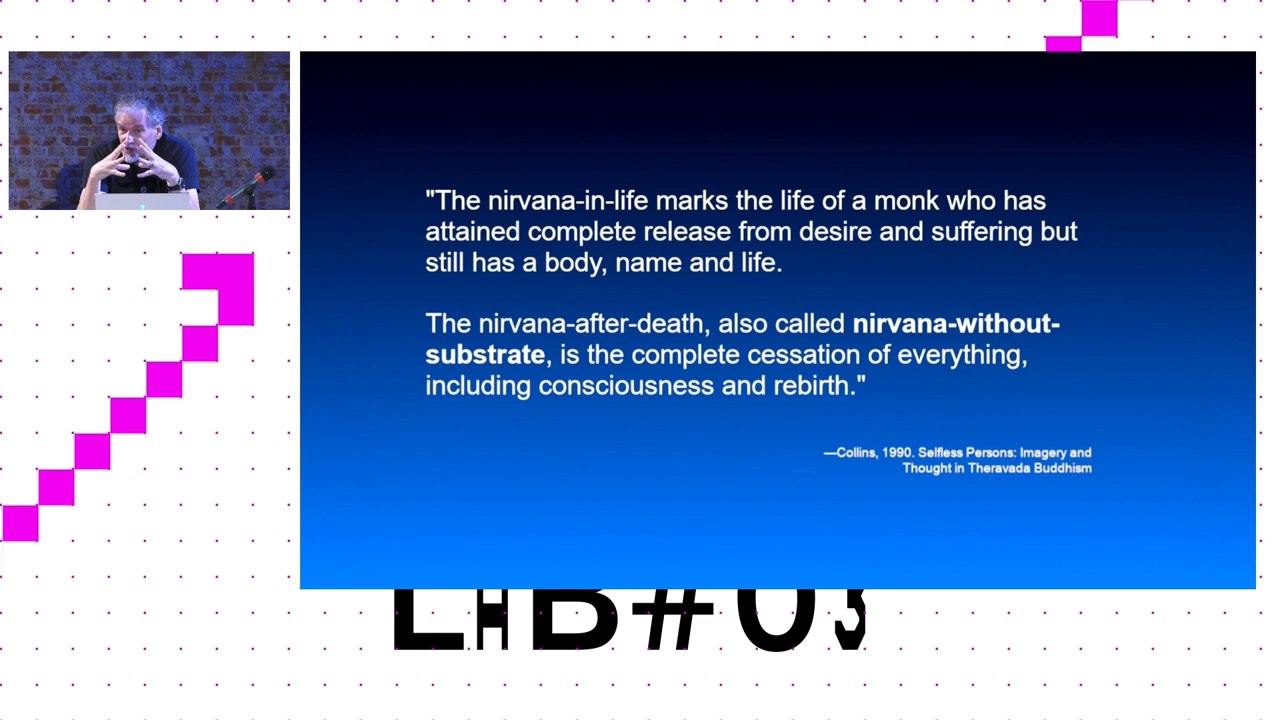 "The nirvana-in-life marks the life of a monk who has
attained complete release from desire and suffering but
still has a body, name and life.
The nirvana-after-death, also called nirvana-without-
substrate, is the complete cessation of everything,
including consciousness and rebirth."
—Collins, 1990. Selfless Persons: Imagery and
Thought in Theravada Buddhism
#03